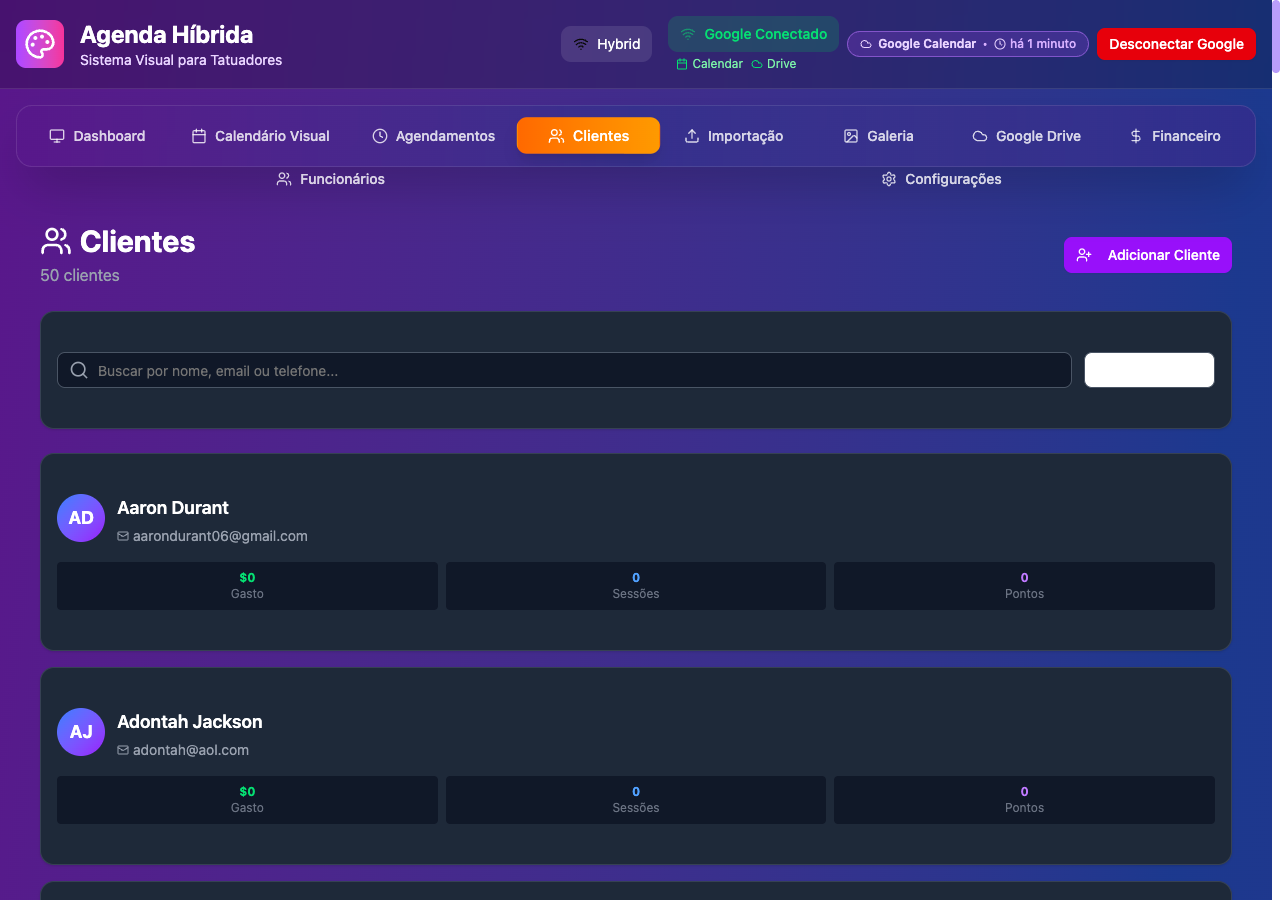 Agenda Híbrida
Sistema Visual para Tatuadores
Hybrid
Google Conectado
Calendar Drive
Google Calendar • há 1 minuto
Desconectar Google
Dashboard
Calendário Visual
Agendamentos
Clientes
Importação
Galeria
Google Drive
Financeiro
Funcionários
Configurações
Clientes
50 clientes
Adicionar Cliente
Buscar por nome, email ou telefone...
AD
Aaron Durant
aarondurant06@gmail.com
$0
Gasto
0
Sessões
0
Pontos
AJ
Adontah Jackson
adontah@aol.com
$0
Gasto
0
Sessões
0
Pontos